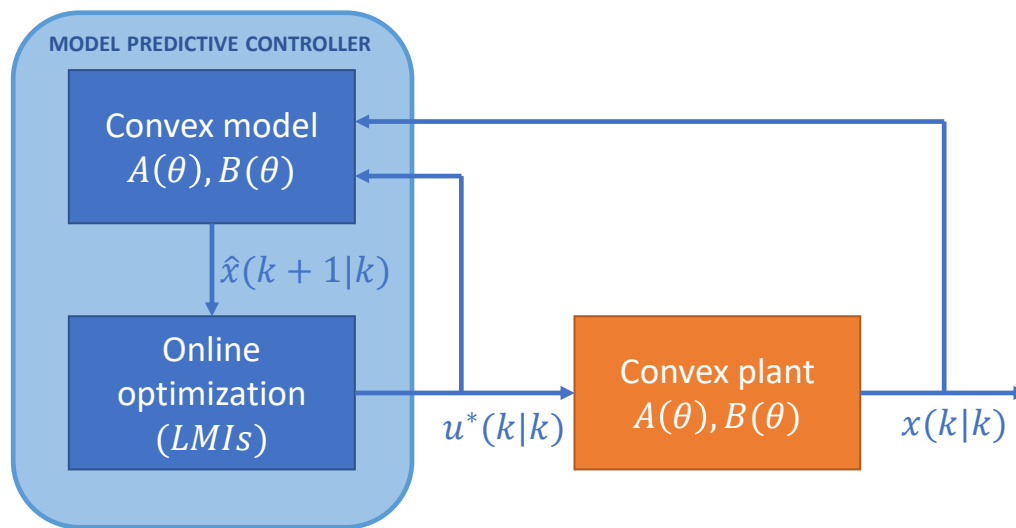 MODEL PREDICTIVE CONTROLLER
Convex model
A(θ), B(θ)
x̂(k + 1|k)
Online
optimization
(LMIs)
u*(k|k)
Convex plant
A(θ), B(θ)
x(k|k)